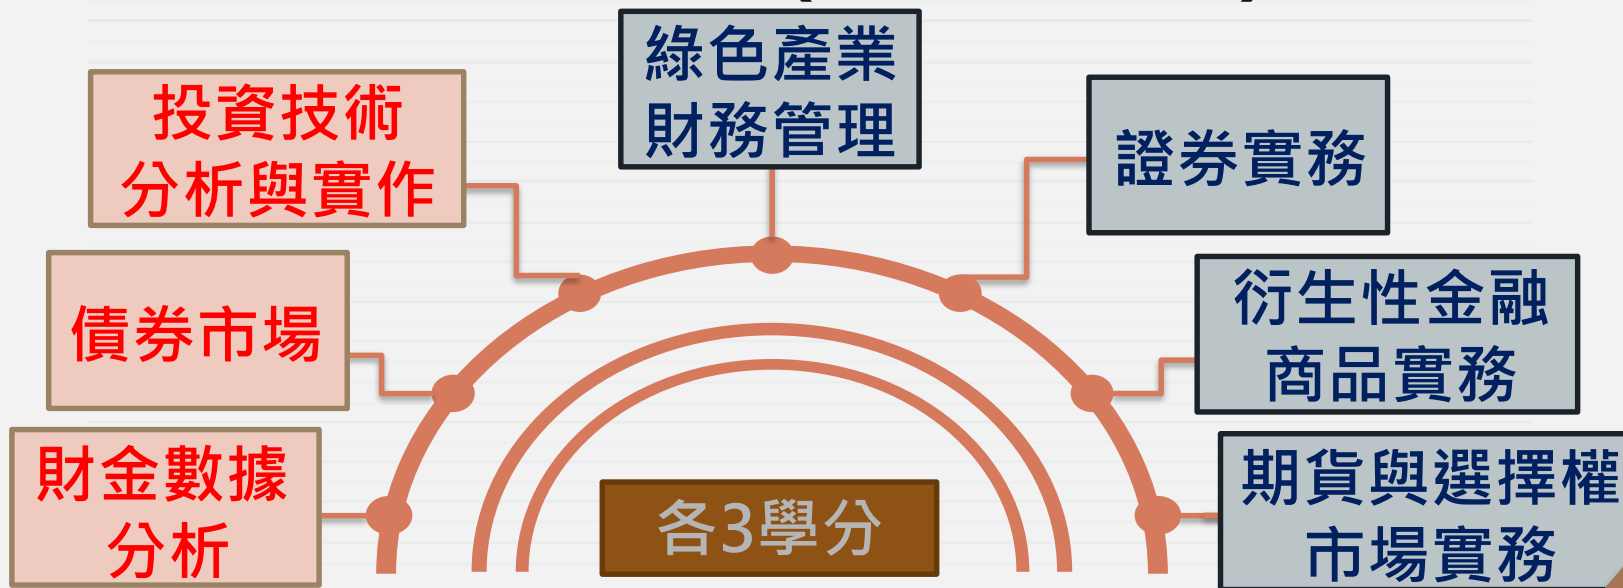 綠色產業
財務管理
投資技術
分析與實作
證券實務
債券市場
衍生性金融
商品實務
財金數據
分析
各3學分
期貨與選擇權
市場實務